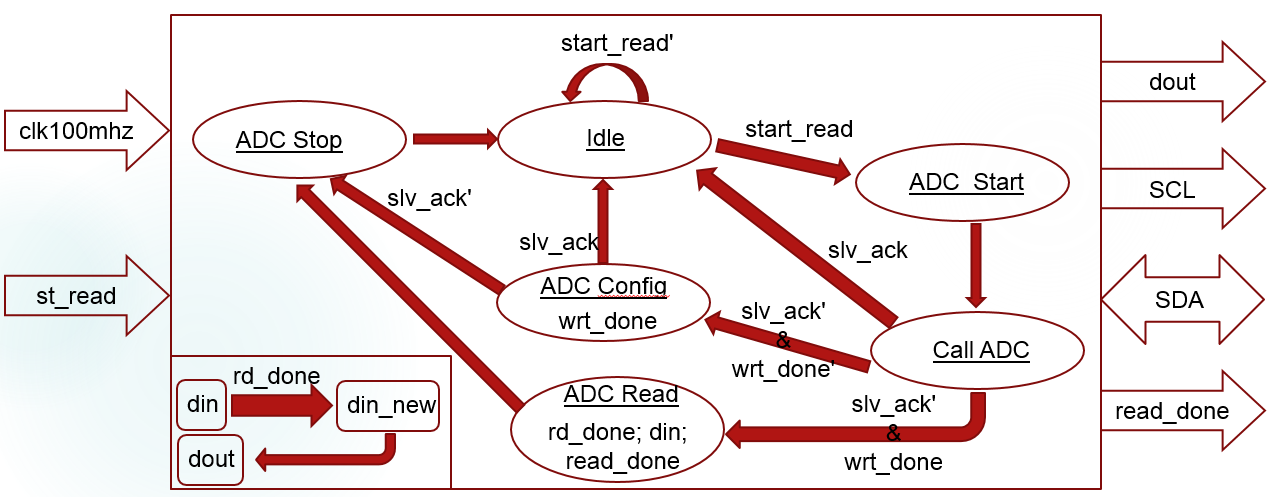 start_read'
dout
clk100mhz
ADC Stop
Idle
start_read
ADC  Start
SCL
slv_ack'
slv_ack
slv_ack
st_read
ADC Config
wrt_done
slv_ack'
&
wrt_done'
SDA
Call ADC
rd_done
din
din_new
dout
ADC Read
rd_done; din;
read_done
slv_ack'
&
wrt_done
read_done